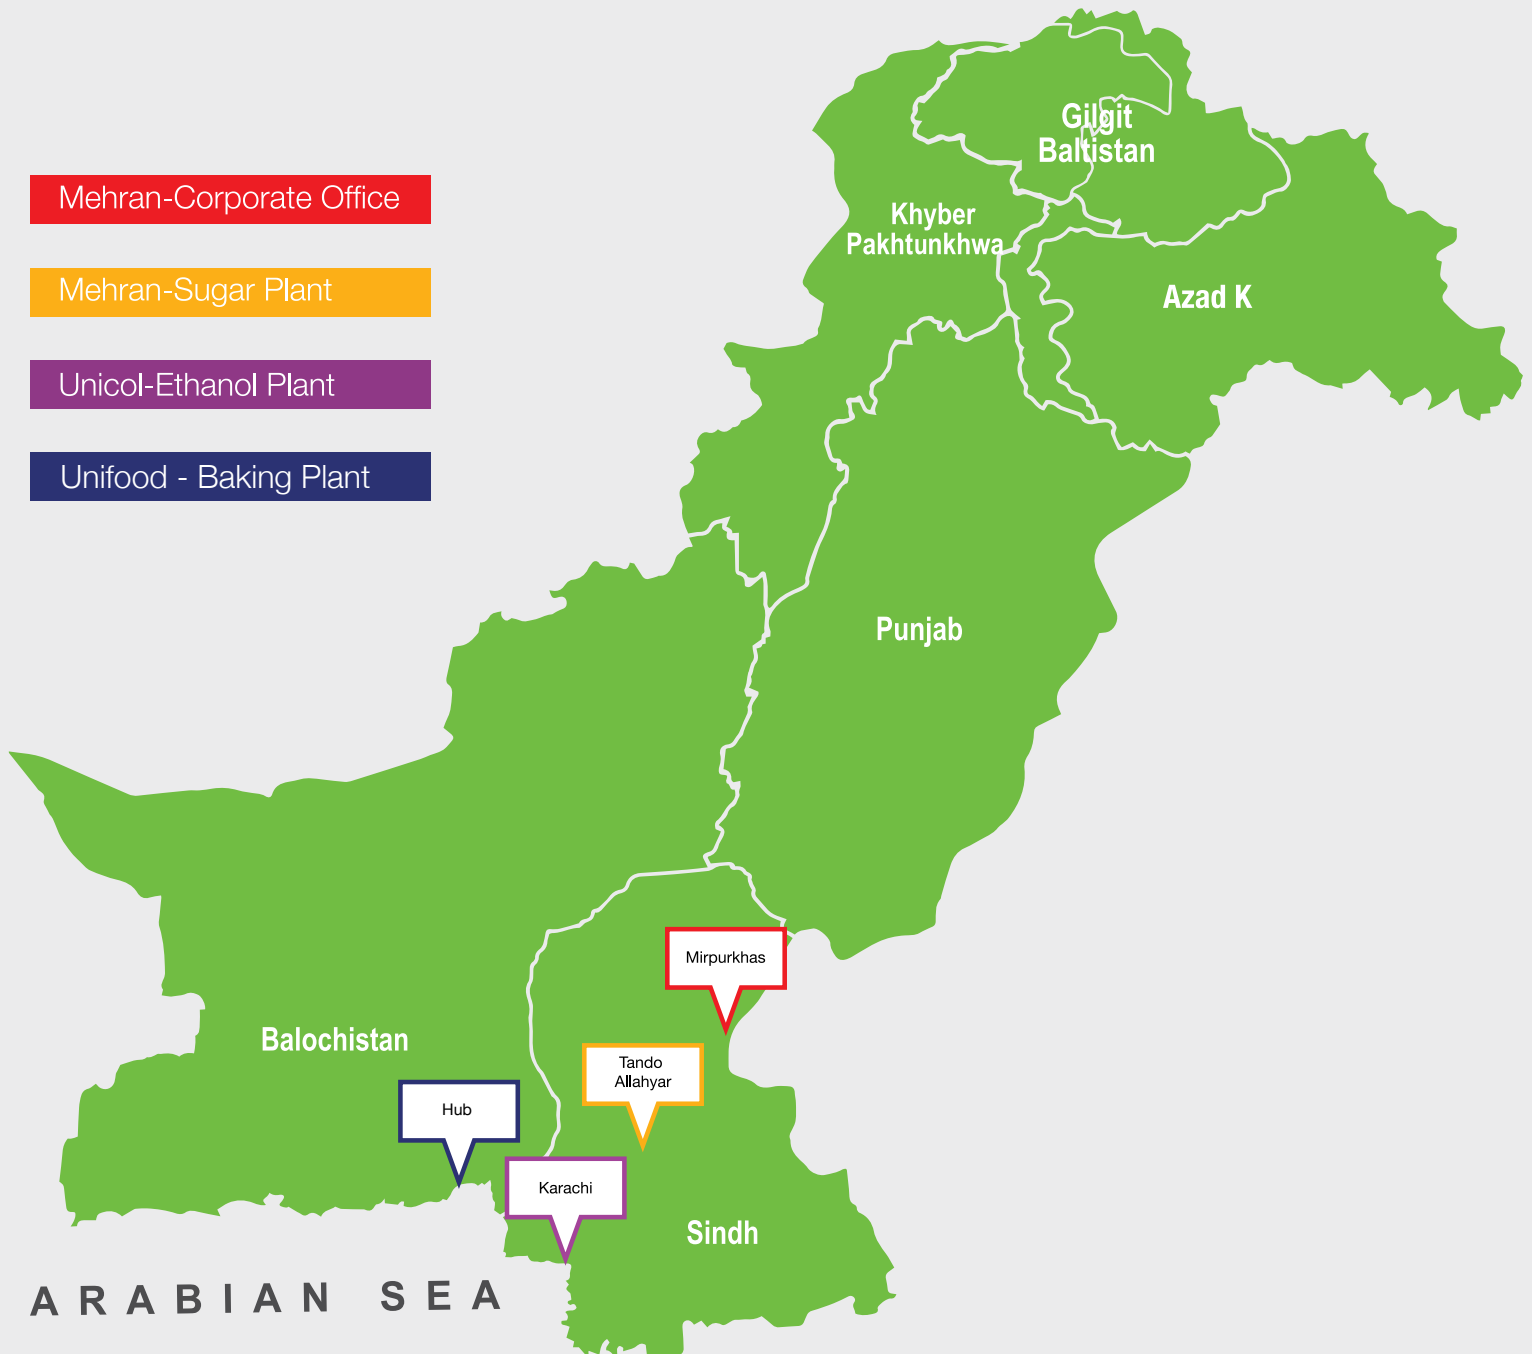 Mehran-Corporate Office
Mehran-Sugar Plant
Unicol-Ethanol Plant
Unifood - Baking Plant
Gilgit
Baltistan
Khyber
Pakhtunkhwa
Azad K
Punjab
Mirpurkhas
Balochistan
Tando
Allahyar
Hub
Karachi
Sindh
ARABIAN SEA